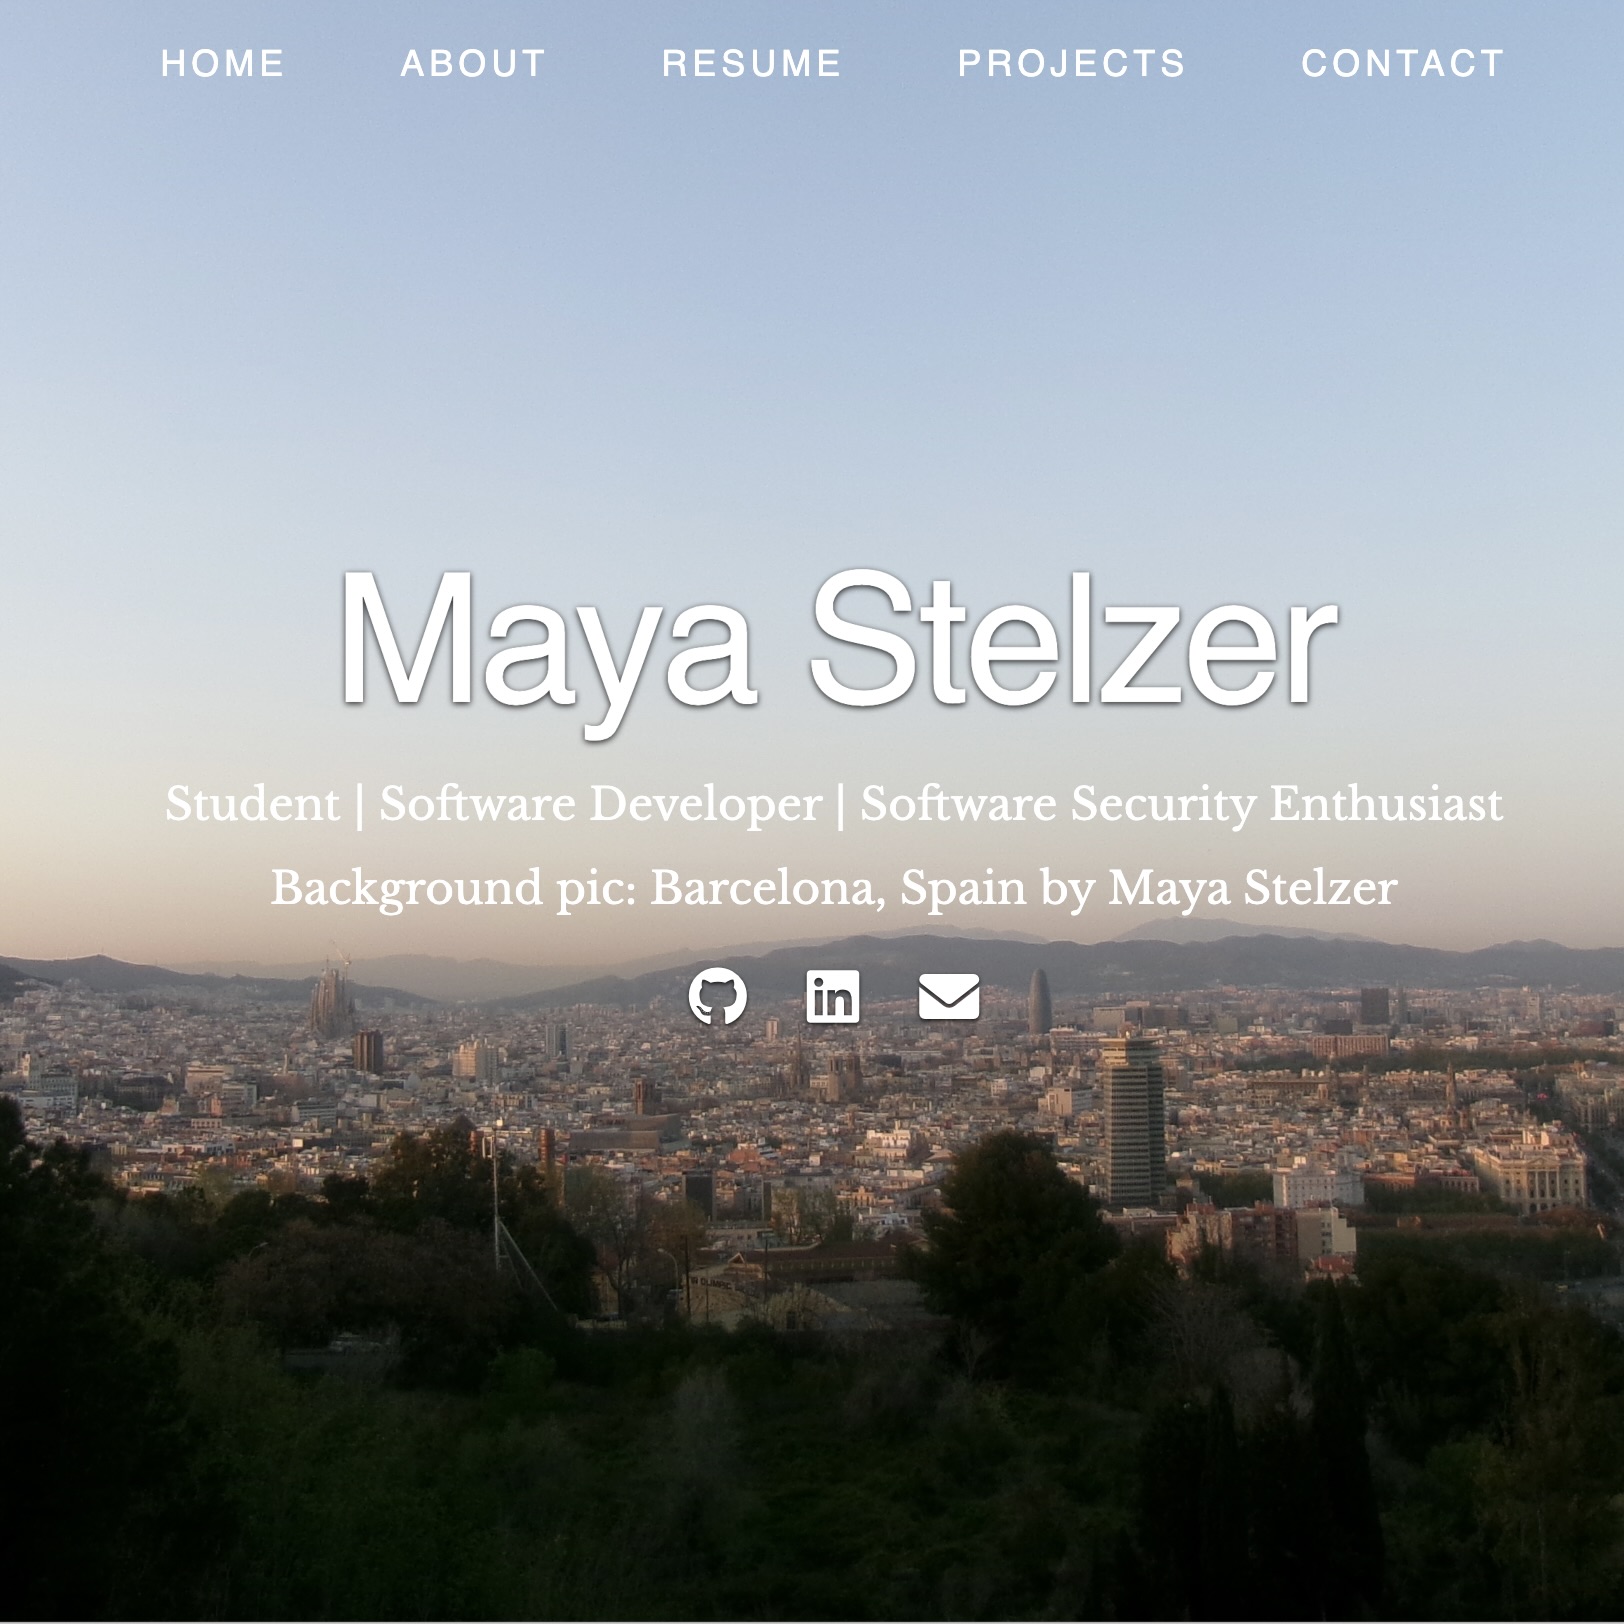 HOME ABOUT RESUME PROJECTS CONTACT
Maya Stelzer
Student | Software Developer | Software Security Enthusiast
Background pic: Barcelona, Spain by Maya Stelzer
in